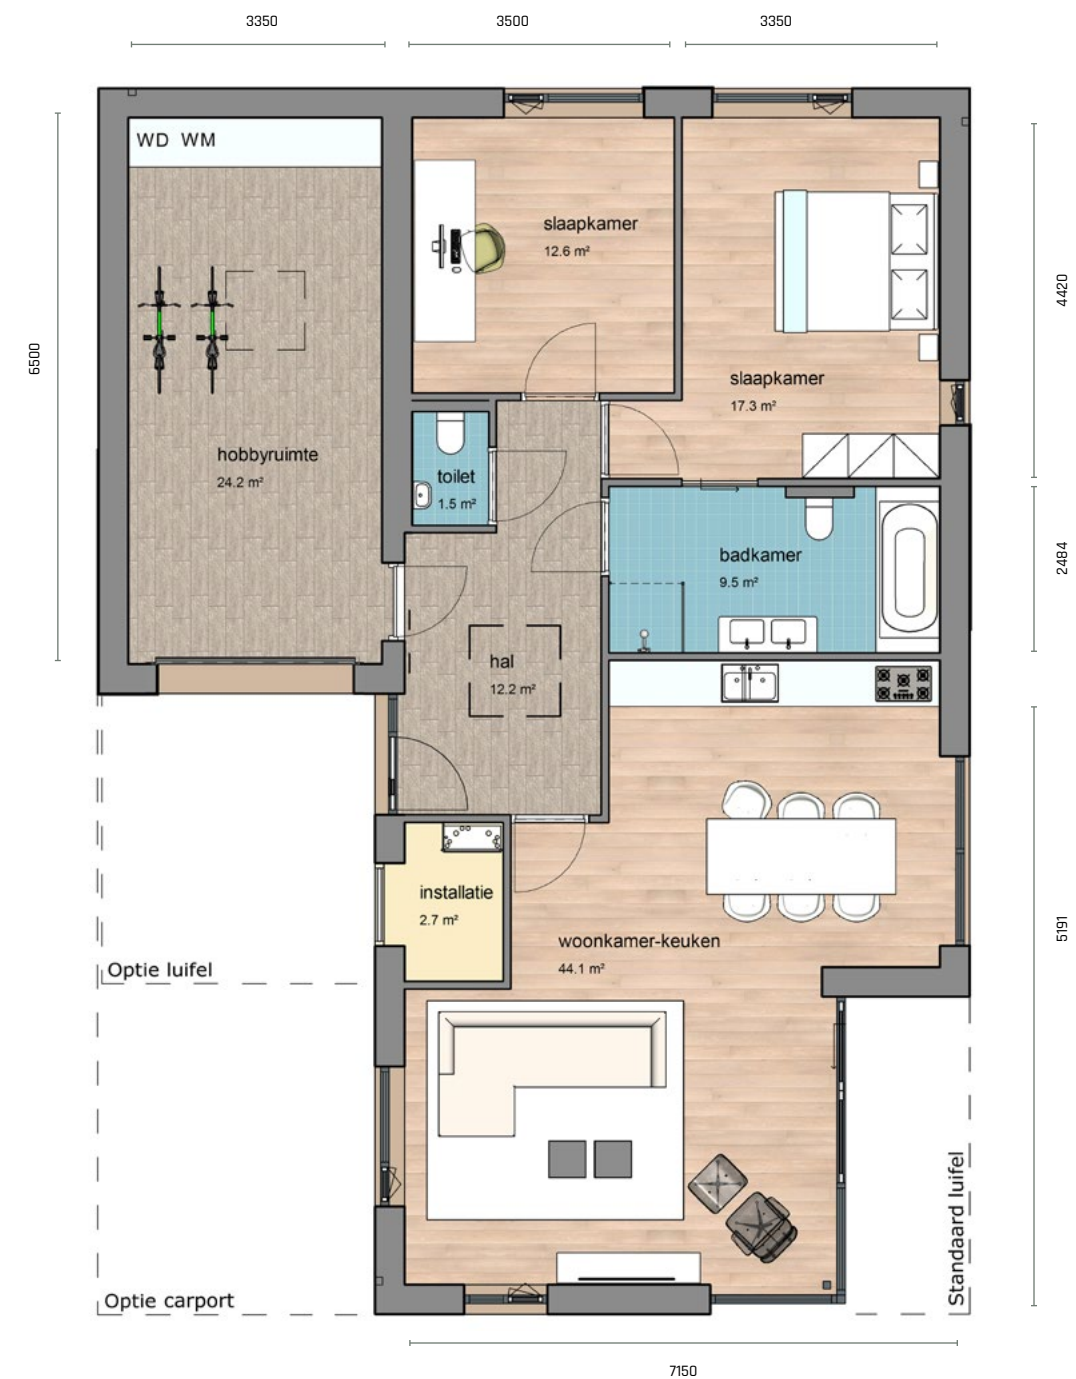 3350
3500
3350
WD WM
slaapkamer
12.6 m²
4420
6500
slaapkamer
17.3 m²
hobbyruimte
24.2 m²
toilet
1.5 m²
badkamer
9.5 m²
2484
hal
12.2 m²
installatie
2.7 m²
woonkamer-keuken
44.1 m²
5191
Optie luifel
Standaard luifel
Optie carport
7150